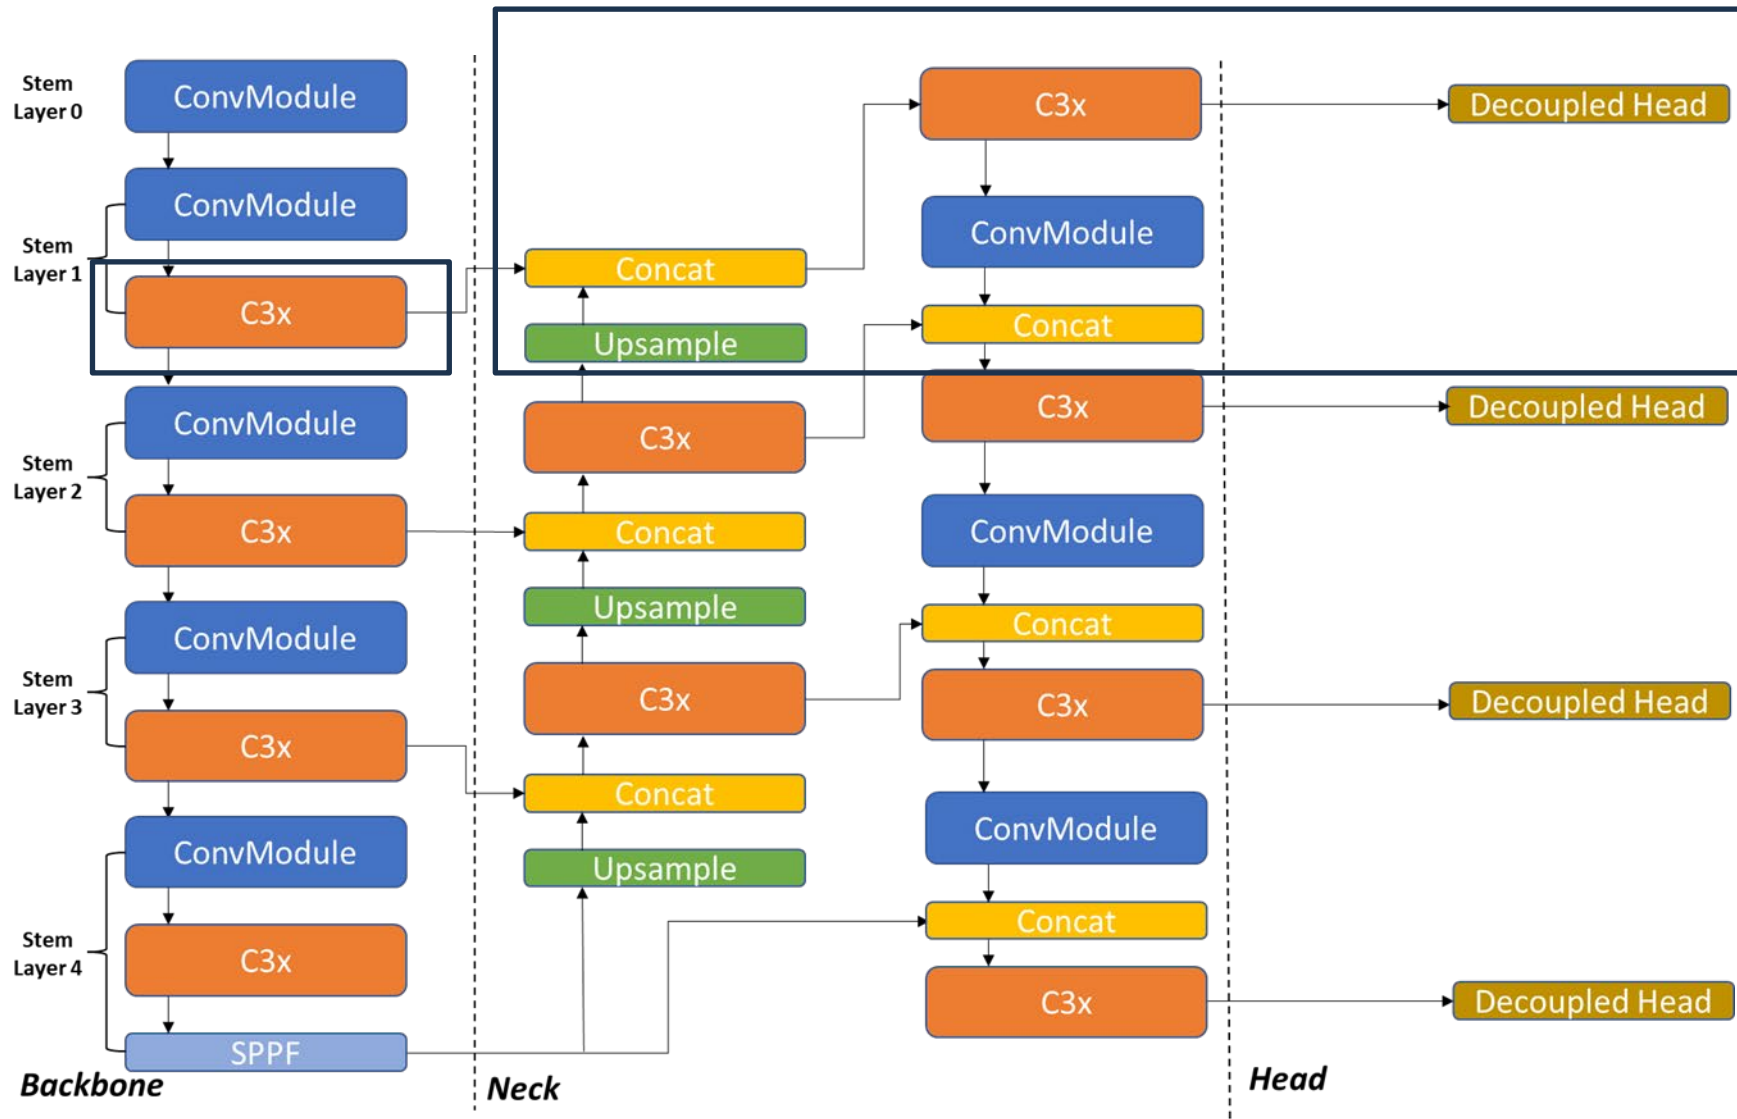 Stem
Layer 0
ConvModule
ConvModule
Stem
Layer 1
C3x
ConvModule
Stem
Layer 2
C3x
ConvModule
Stem
Layer 3
C3x
ConvModule
Stem
Layer 4
C3x
SPPF
Backbone
Concat
Upsample
C3x
Concat
Upsample
C3x
Concat
Upsample
Neck
C3x
ConvModule
Concat
C3x
ConvModule
Concat
C3x
ConvModule
Concat
C3x
Decoupled Head
Decoupled Head
Decoupled Head
Decoupled Head
Head